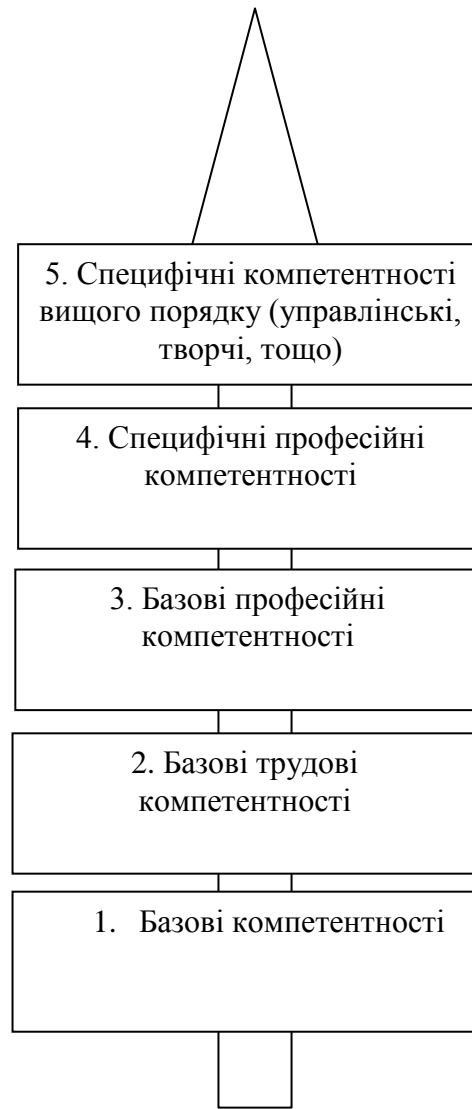 5. Специфічні компетентності
вищого порядку (управлінські,
творчі, тощо)
4. Специфічні професійні
компетентності
3. Базові професійні
компетентності
2. Базові трудові
компетентності
1. Базові компетентності